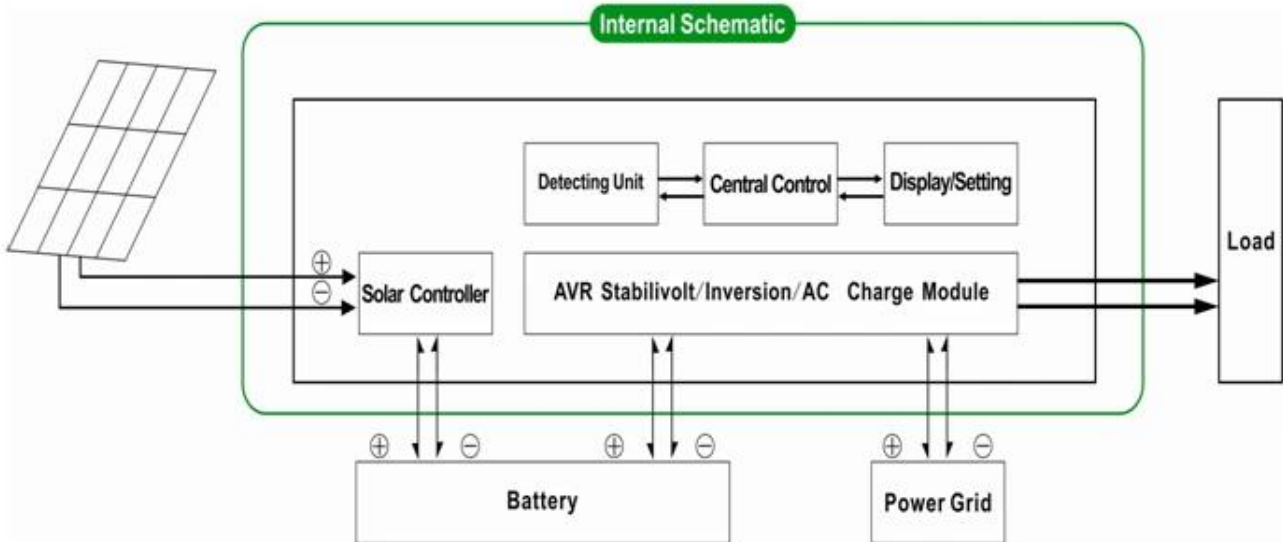 Internal Schematic
Detecting Unit
Central Control
Display/Setting
Load
⊕
⊖
Solar Controller
AVR Stabilivolt/Inversion/AC Charge Module
⊕ ⊖ ⊕ ⊖ ⊕ ⊖
Battery
Power Grid